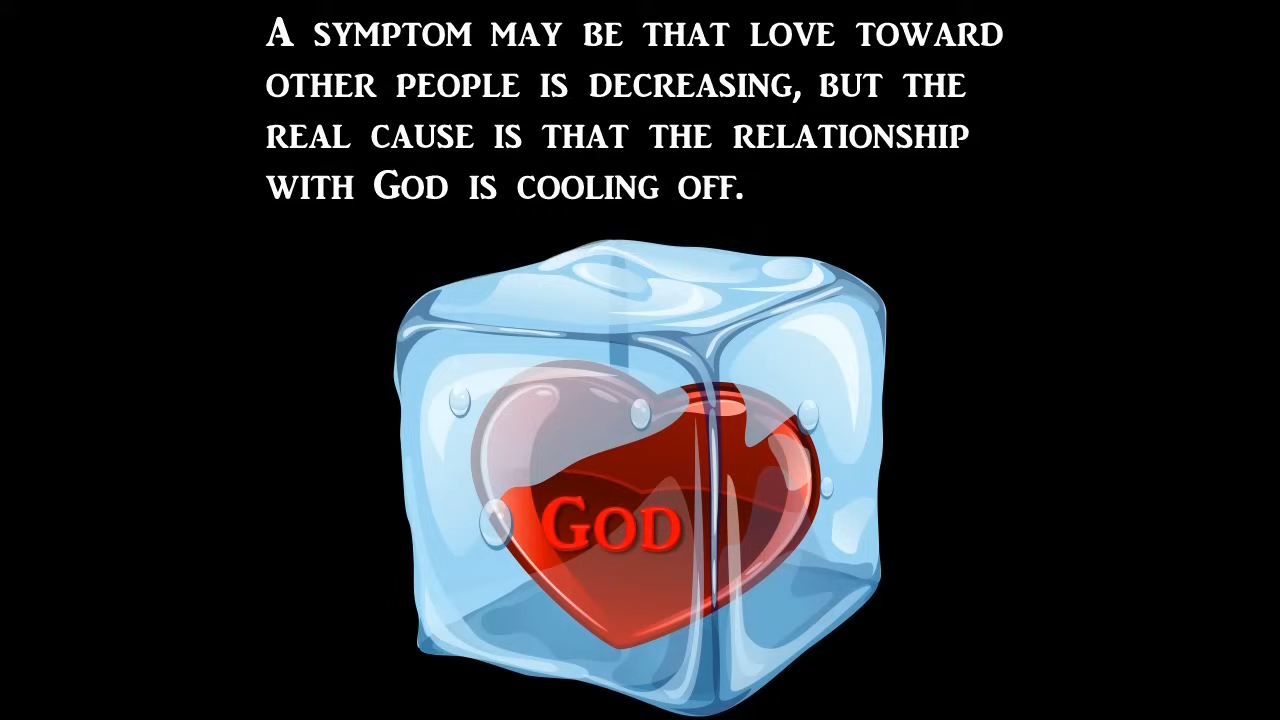 A symptom may be that love toward
other people is decreasing, but the
real cause is that the relationship
with God is cooling off.
God